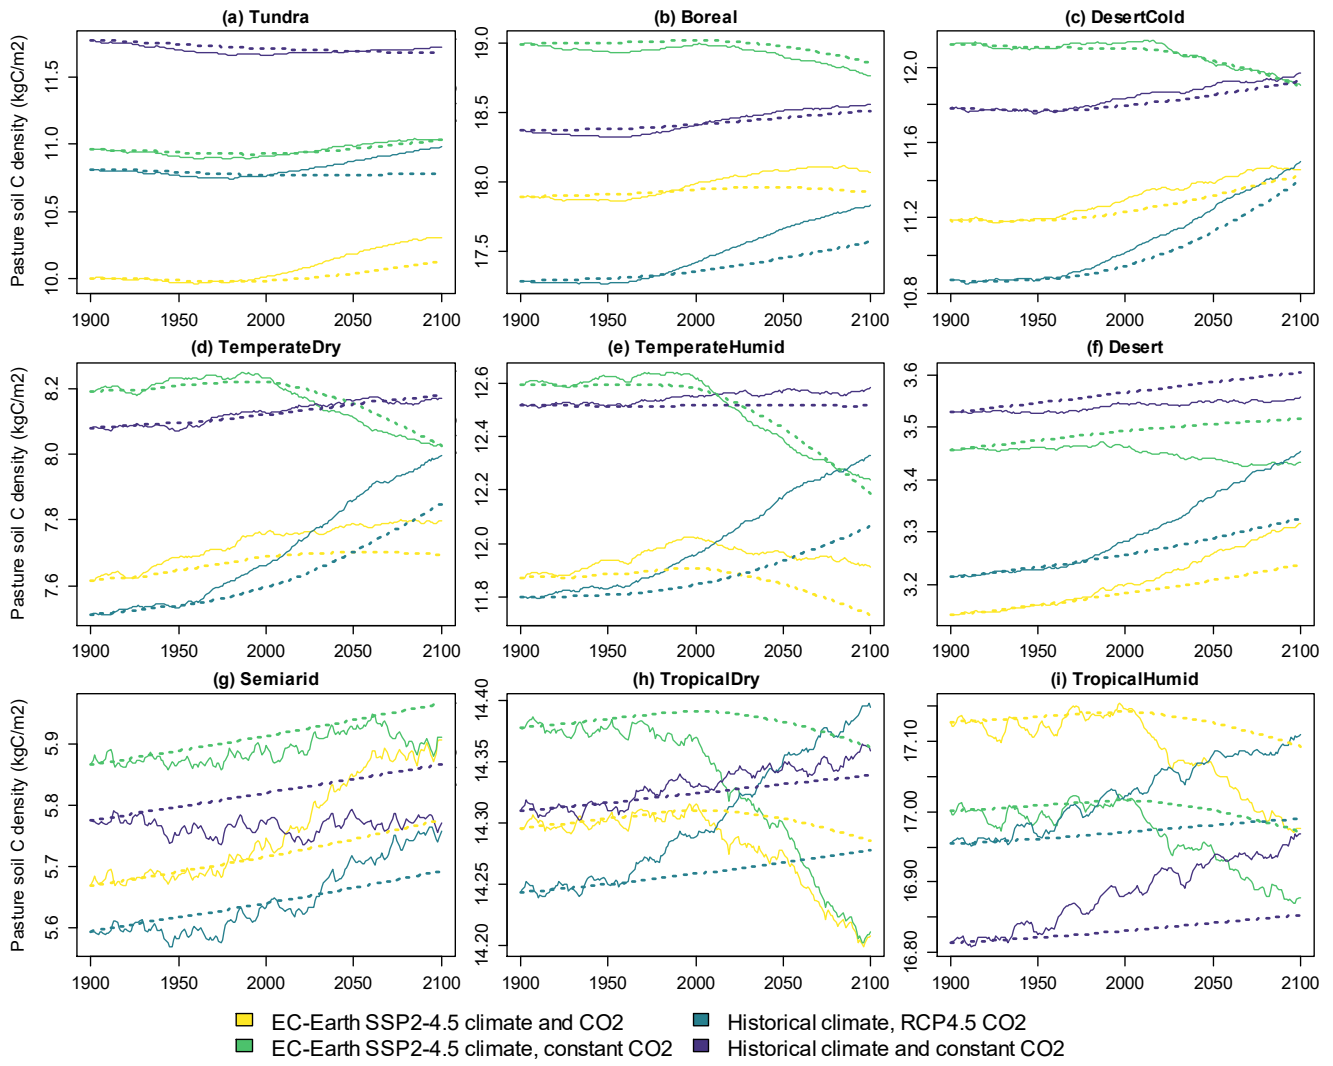 (a) Tundra
(b) Boreal
(c) DesertCold
Pasture soil C density (kgC/m2)
10.0 10.5 11.0 11.5
17.5 18.0 18.5 19.0
10.8 11.2 11.6 12.0
1900 1950 2000 2050 2100
1900 1950 2000 2050 2100
1900 1950 2000 2050 2100
(d) TemperateDry
(e) TemperateHumid
(f) Desert
Pasture soil C density (kgC/m2)
7.6 7.8 8.0 8.2
11.8 12.0 12.2 12.4 12.6
3.2 3.3 3.4 3.5 3.6
1900 1950 2000 2050 2100
1900 1950 2000 2050 2100
1900 1950 2000 2050 2100
(g) Semiarid
(h) TropicalDry
(i) TropicalHumid
Pasture soil C density (kgC/m2)
5.6 5.7 5.8 5.9
14.20 14.25 14.30 14.35 14.40
16.80 16.90 17.00 17.10
1900 1950 2000 2050 2100
1900 1950 2000 2050 2100
1900 1950 2000 2050 2100
EC-Earth SSP2-4.5 climate and CO2
Historical climate, RCP4.5 CO2
EC-Earth SSP2-4.5 climate, constant CO2
Historical climate and constant CO2